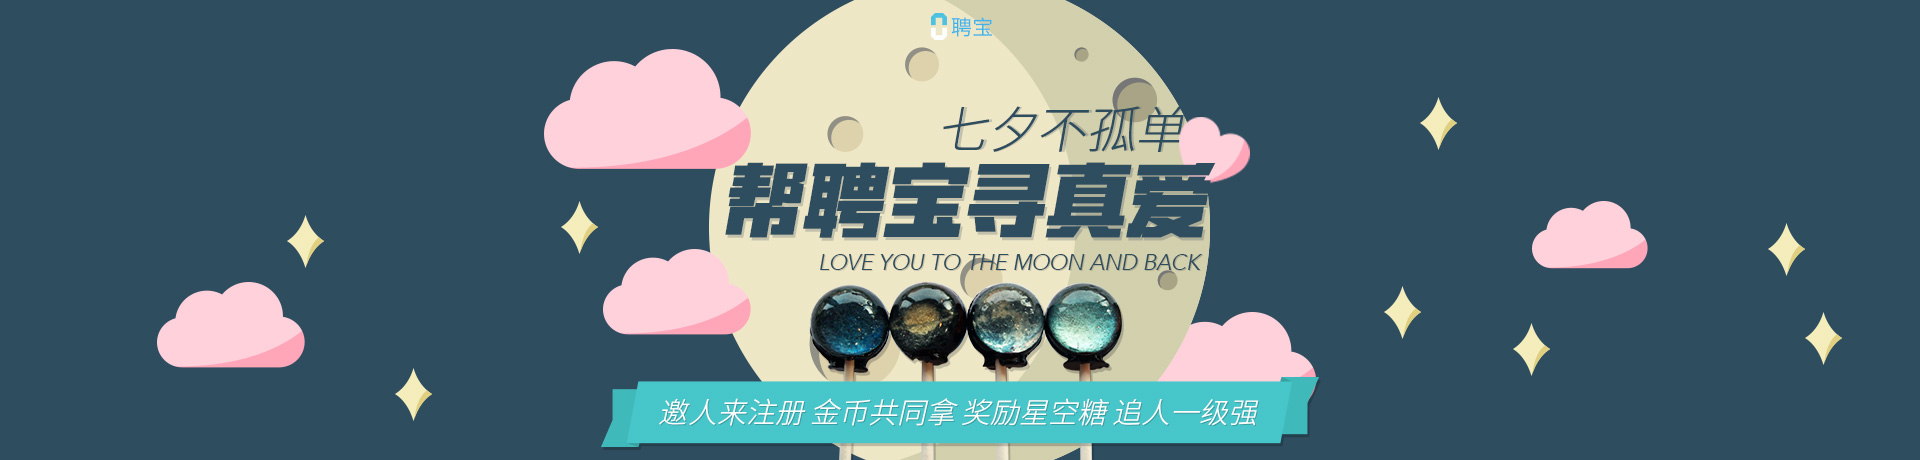 聘宝
七夕不孤单
帮聘宝寻真爱
LOVE YOU TO THE MOON AND BACK
邀人来注册 金币共同拿 奖励星空糖 追人一级强